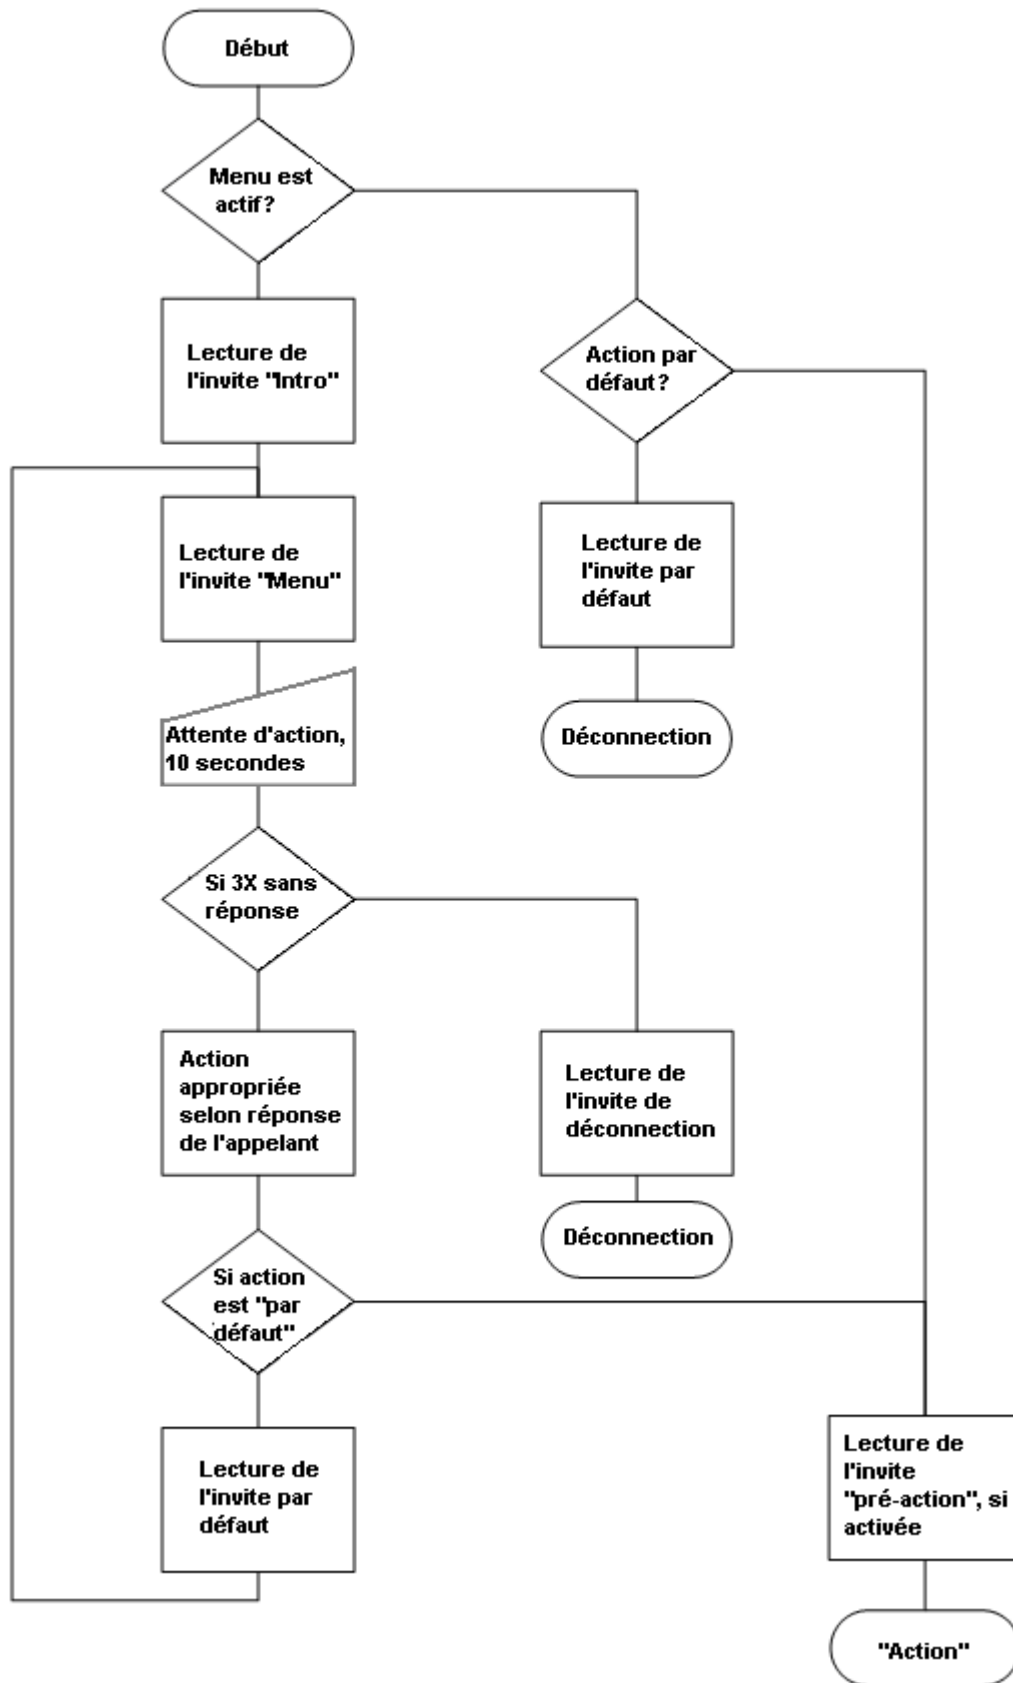 Début
Menu est
actif?
Lecture de
l'invite "Intro"
Action par
défaut?
Lecture de
l'invite "Menu"
Lecture de
l'invite par
défaut
Attente d'action,
10 secondes
Déconnection
Si 3X sans
réponse
Action
appropriée
selon réponse
de l'appelant
Lecture de
l'invite de
déconnection
Déconnection
Si action
est "par
défaut"
Lecture de
l'invite par
défaut
Lecture de
l'invite
"pré-action", si
activée
"Action"